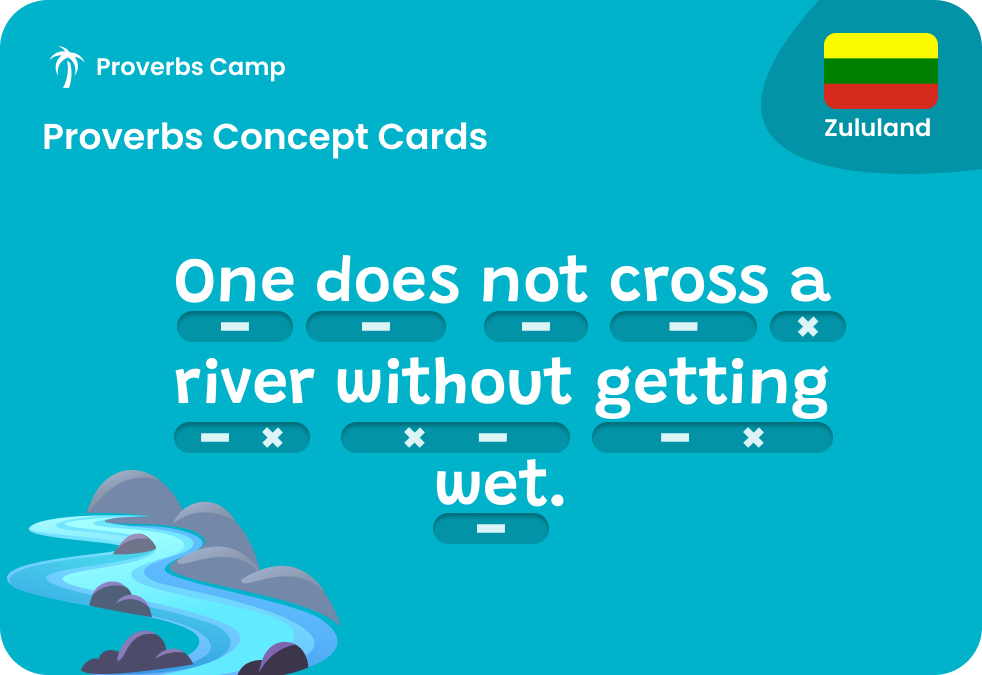 Proverbs Camp
Proverbs Concept Cards
Zululand
One does not cross a
river without getting
wet.